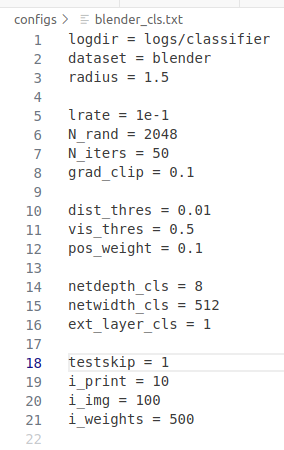 configs > blender_cls.txt
1 logdir = logs/classifier
2 dataset = blender
3 radius = 1.5
4
5 lrate = 1e-1
6 N_rand = 2048
7 N_iters = 50
8 grad_clip = 0.1
9
10 dist_thres = 0.01
11 vis_thres = 0.5
12 pos_weight = 0.1
13
14 netdepth_cls = 8
15 netwidth_cls = 512
16 ext_layer_cls = 1
17
18 testskip = 1
19 i_print = 10
20 i_img = 100
21 i_weights = 500
22